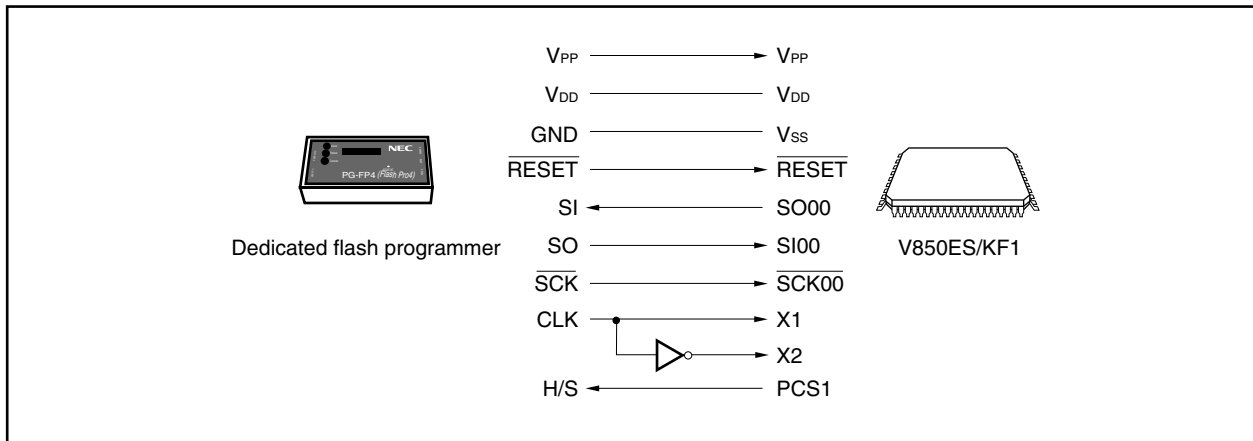 VPP VPP
VDD VDD
GND VSS
RESET RESET
SI SO00
SO SI00
SCK SCK00
CLK X1
X2
H/S PCS1
NEC
PG-FP4 (Flash Pro4)
Dedicated flash programmer
V850ES/KF1